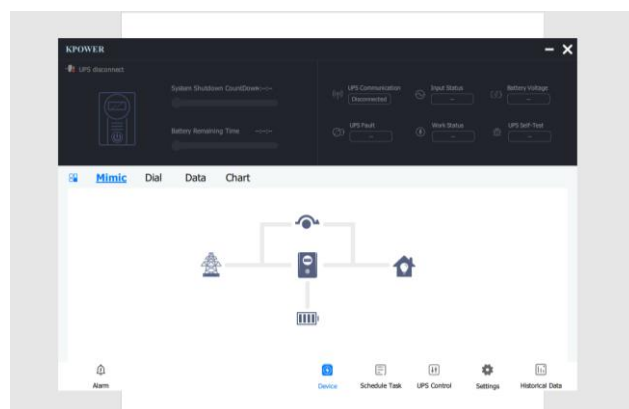 KPOWER
UPS disconnect
System Shutdown CountDown--:--:--
Battery Remaining Time --:--:--
UPS Communication
Disconnected
Input Status
--
Battery Voltage
--
UPS Fault
--
Work Status
--
UPS Self-Test
--
Mimic Dial Data Chart
Alarm
Device Schedule Task UPS Control Settings Historical Data